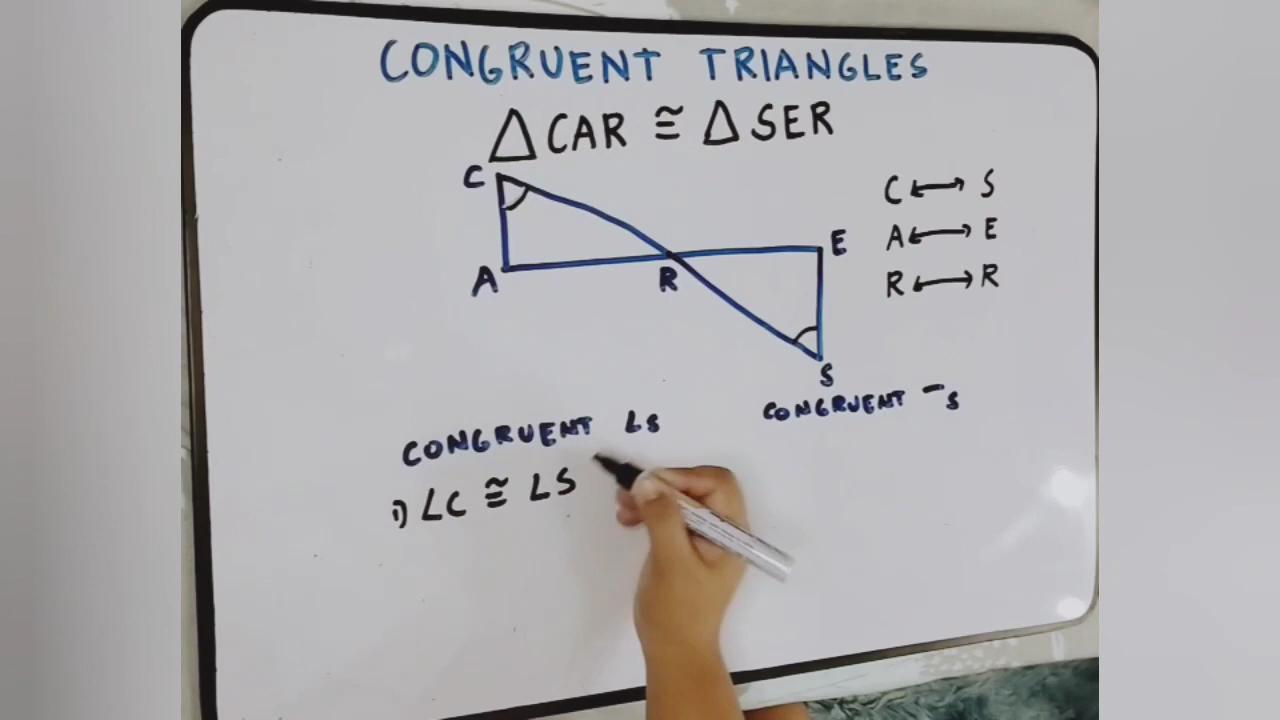 CONGRUENT TRIANGLES
△CAR ≅ △SER
C
C ↔ S
E
A ↔ E
A
R
R ↔ R
S
CONGRUENT ∠s
CONGRUENT ‾s
1) ∠C ≅ ∠S